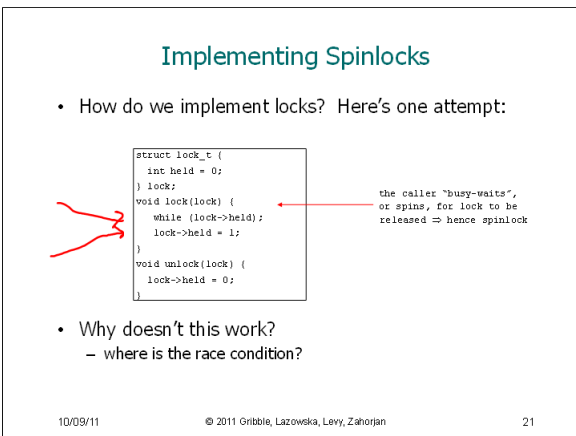 Implementing Spinlocks
• How do we implement locks? Here's one attempt:
struct lock_t {
int held = 0;
} lock;
void lock(lock) {
while (lock->held);
lock->held = 1;
}
void unlock(lock) {
lock->held = 0;
}
the caller "busy-waits",
or spins, for lock to be
released ⇒ hence spinlock
• Why doesn't this work?
– where is the race condition?
10/09/11
© 2011 Gribble, Lazowska, Levy, Zahorjan
21